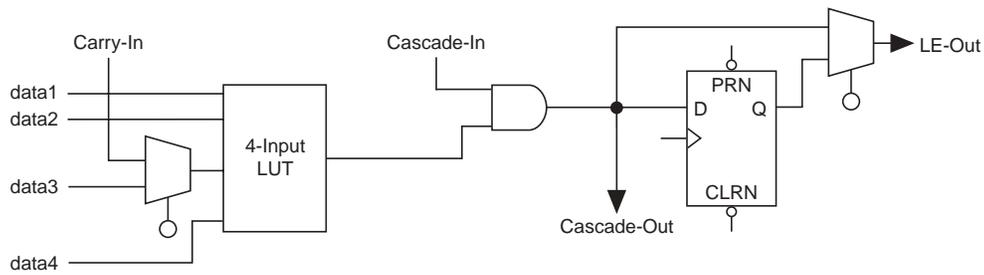 Carry-In
Cascade-In
LE-Out
data1
data2
PRN
D
Q
4-Input
LUT
data3
CLRN
Cascade-Out
data4